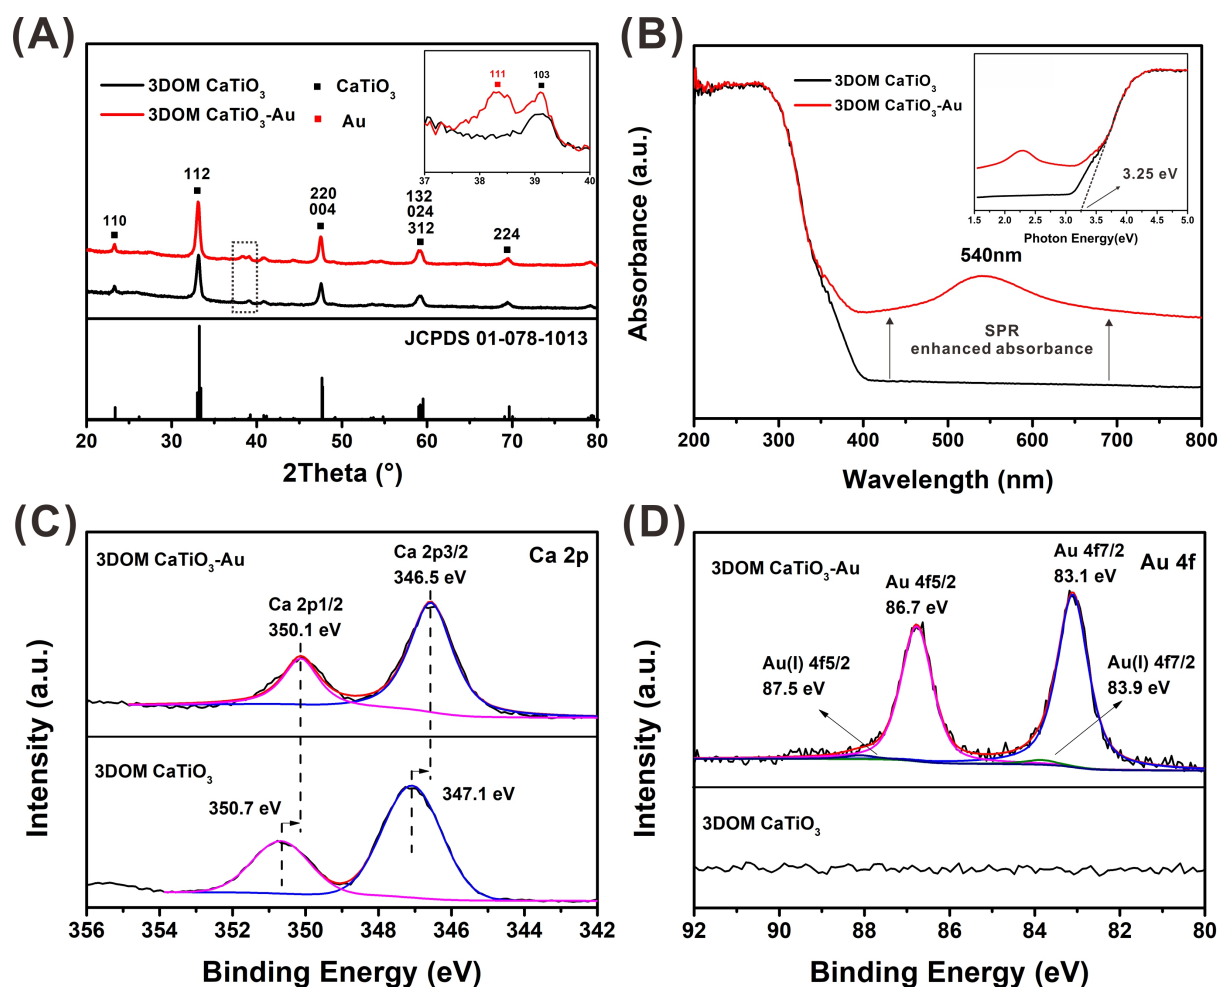 (A)
3DOM CaTiO3
3DOM CaTiO3-Au
CaTiO3
Au
111
103
37 38 39 40
110
112
220
004
132
024
312
224
JCPDS 01-078-1013
20 30 40 50 60 70 80
2Theta (°)
(B)
Absorbance (a.u.)
3DOM CaTiO3
3DOM CaTiO3-Au
3.25 eV
1.5 2.0 2.5 3.0 3.5 4.0 4.5 5.0
Photon Energy(eV)
540nm
SPR
enhanced absorbance
200 300 400 500 600 700 800
Wavelength (nm)
(C)
Intensity (a.u.)
3DOM CaTiO3-Au
Ca 2p1/2
350.1 eV
Ca 2p3/2
346.5 eV
Ca 2p
3DOM CaTiO3
350.7 eV
347.1 eV
356 354 352 350 348 346 344 342
Binding Energy (eV)
(D)
Intensity (a.u.)
3DOM CaTiO3-Au
Au 4f5/2
86.7 eV
Au 4f7/2
83.1 eV
Au 4f
Au(I) 4f5/2
87.5 eV
Au(I) 4f7/2
83.9 eV
3DOM CaTiO3
92 90 88 86 84 82 80
Binding Energy (eV)